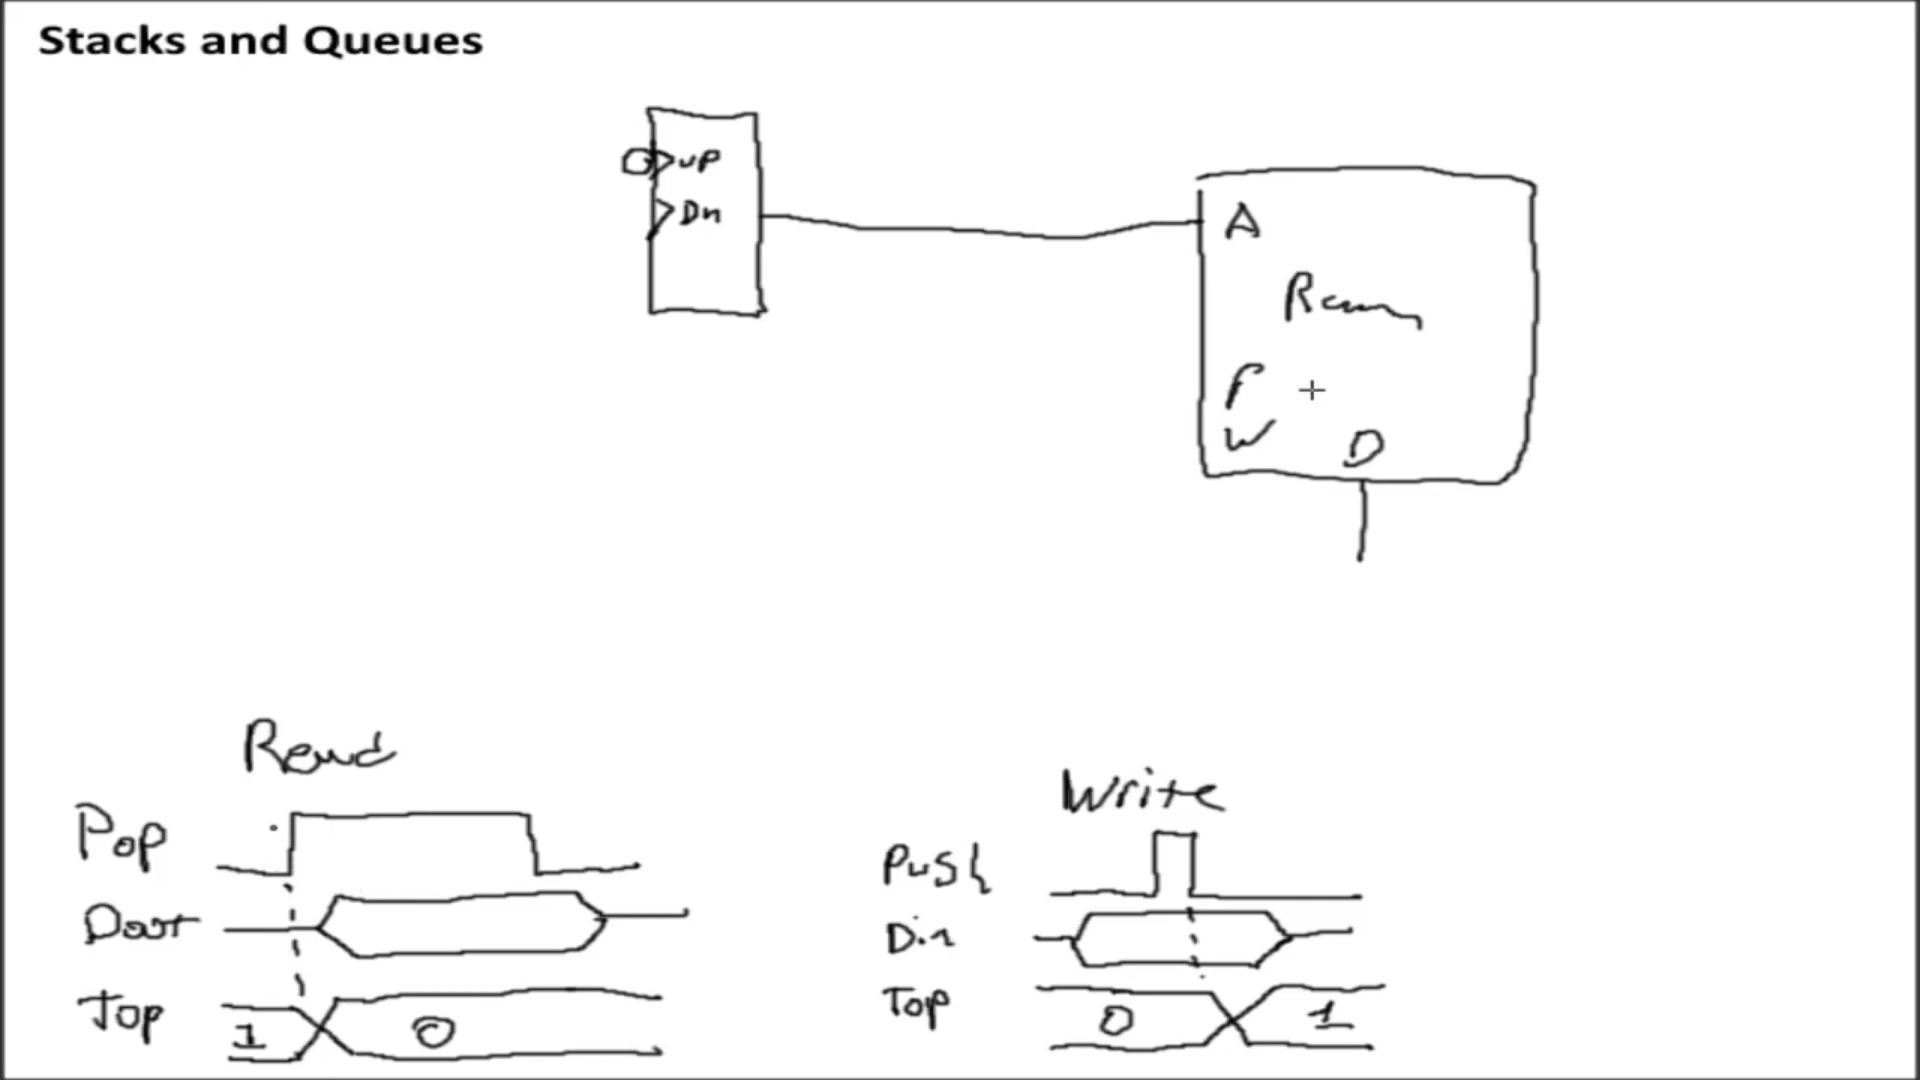 Stacks and Queues
up
Dn
A
Ram
r
W
D
Read
Pop
Dout
Top
1
0
Write
Push
Din
Top
0
1